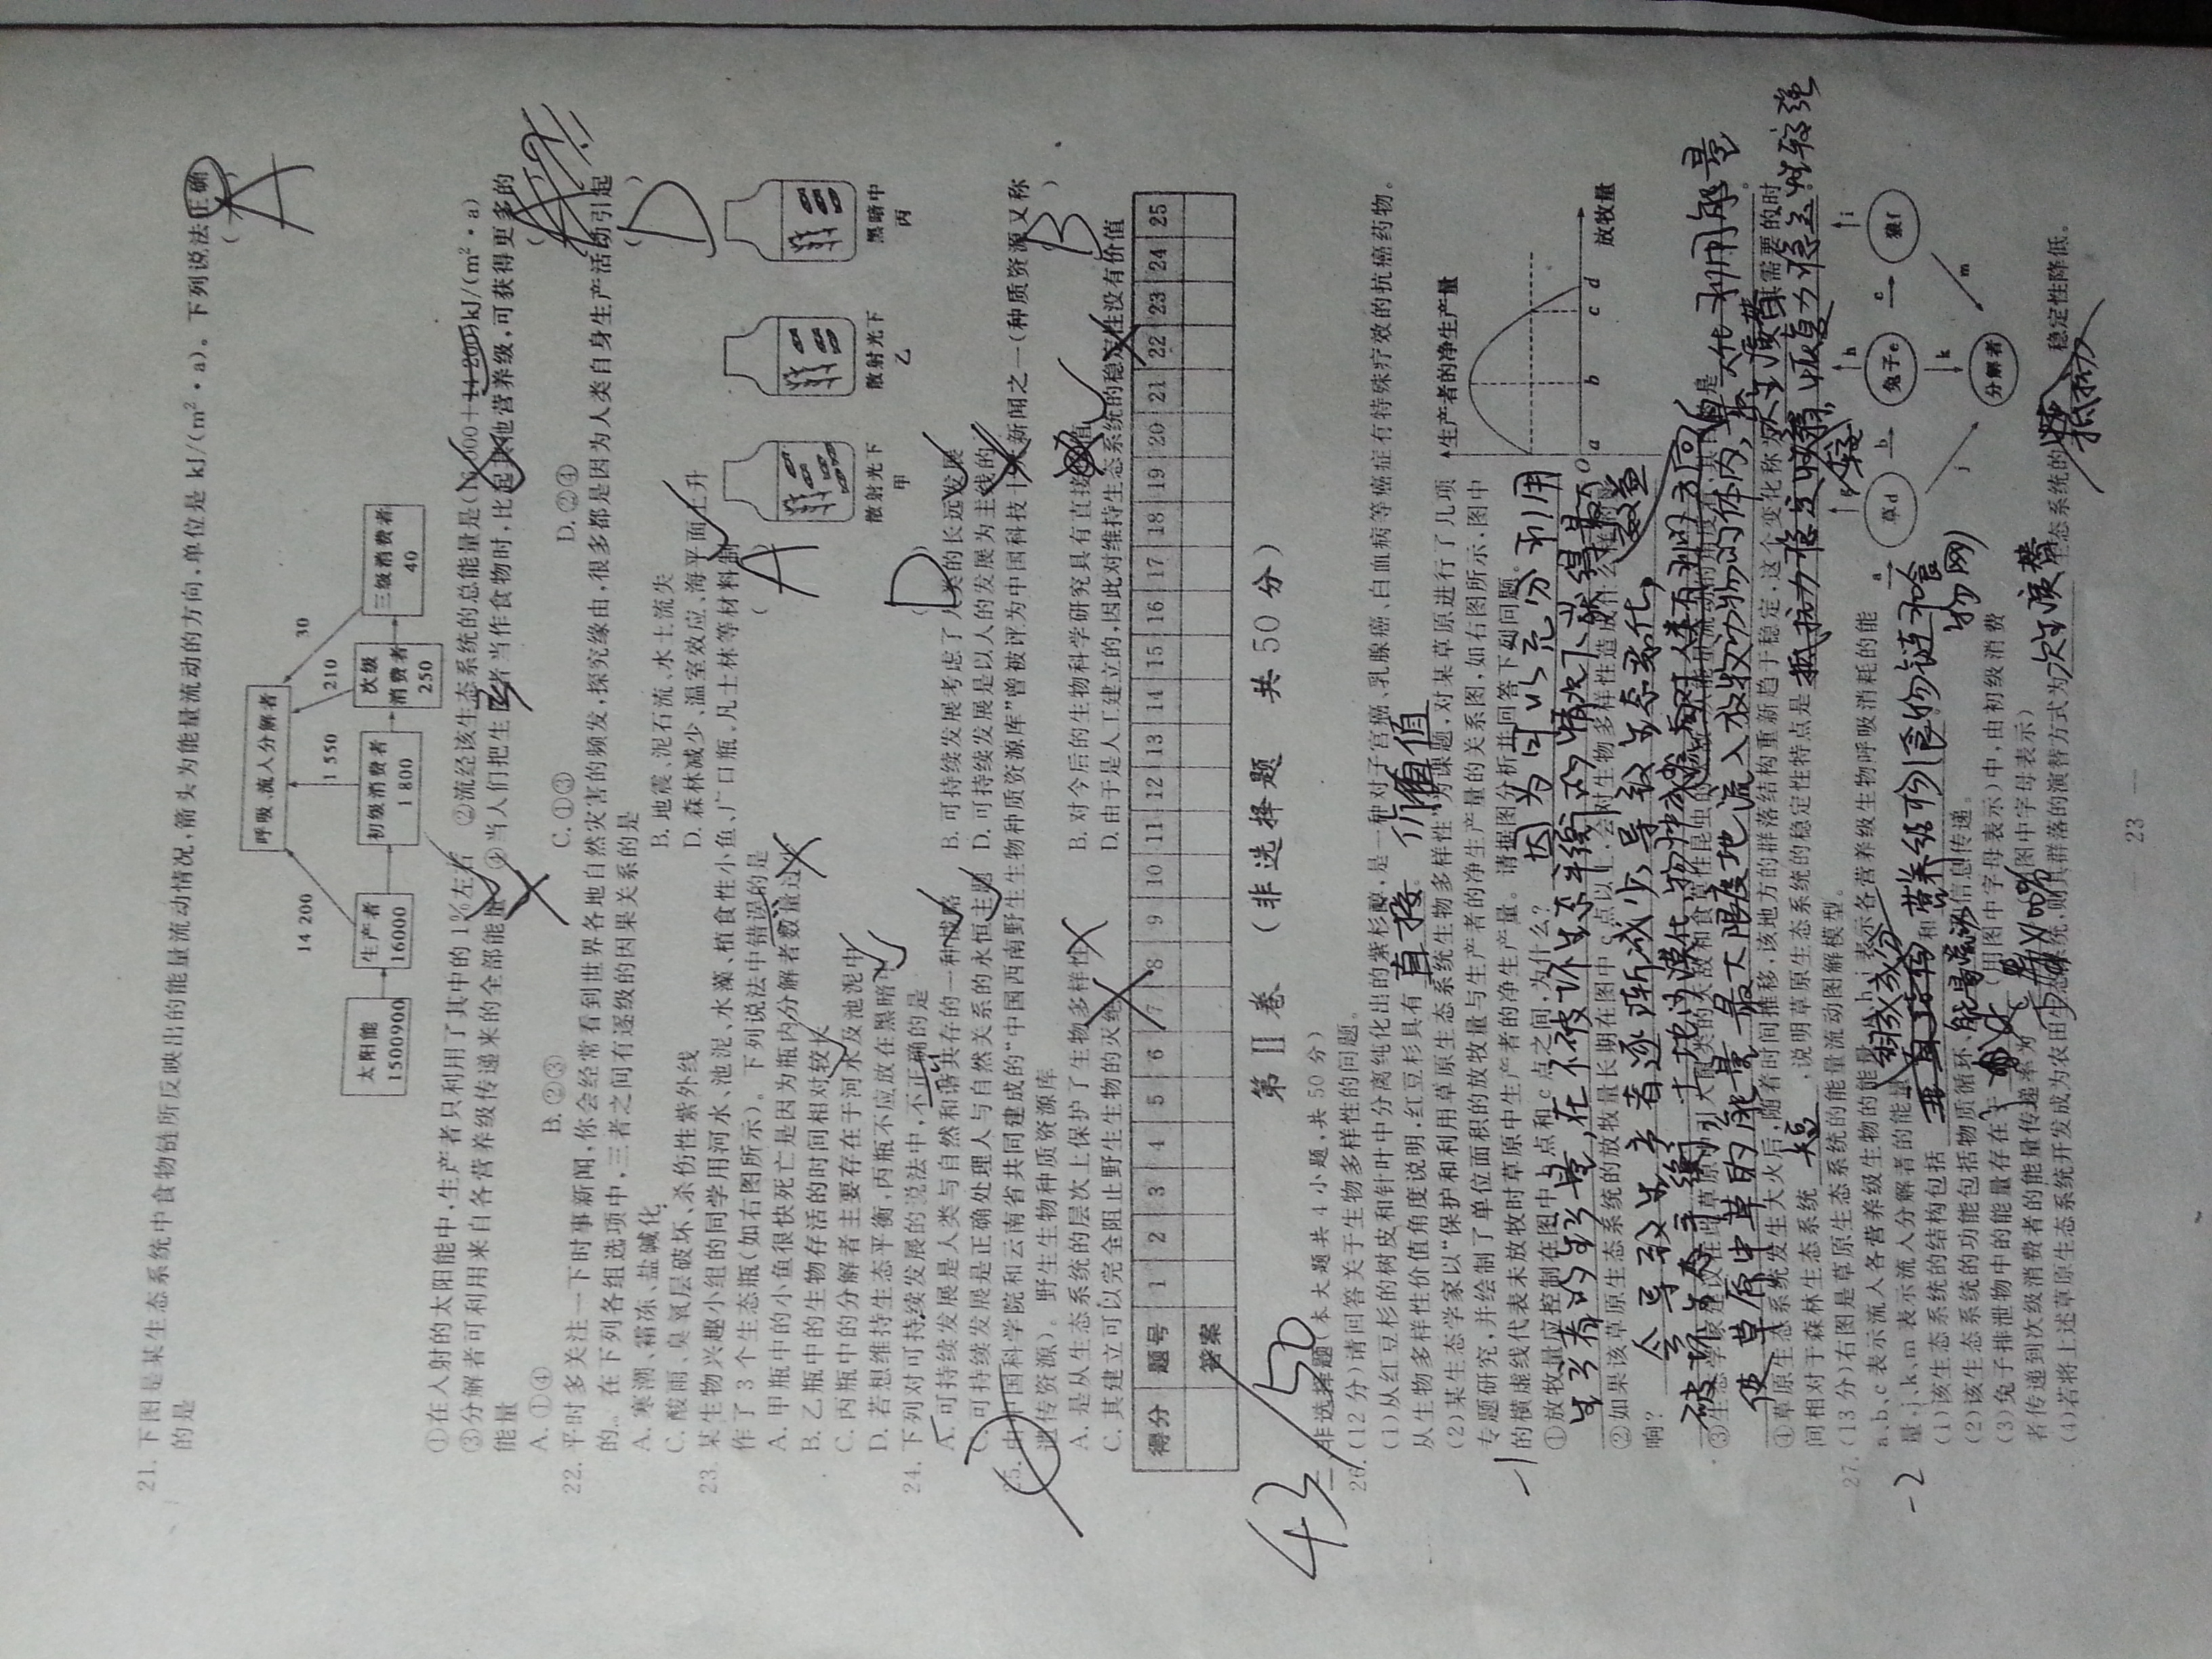 21. 下图是某生态系统中食物链所反映出的能量流动情况,箭头为能量流动的方向,单位是 kJ/(m²·a)。下列说法正确
的是
A
呼吸、流入分解者
14 200
1 550
210
30
太阳能
1500900
生产者
16000
初级消费者
1 800
次级
消费者
250
三级消费者
40
①在入射的太阳能中,生产者只利用了其中的1%左右 ②流经该生态系统的总能量是(16 000+14 200)kJ/(m²·a)
③分解者可利用来自各营养级传递来的全部能量 ④当人们把生产者当作食物时,比起其他营养级,可获得更多的
能量
A. ①④ B. ②③ C. ①③ D. ②④
22. 平时多关注一下时事新闻,你会经常看到世界各地自然灾害的频发,探究缘由,很多都是因为人类自身生产活动引起
的。在下列各组选项中,三者之间有逐级的因果关系的是
D
A. 寒潮、霜冻、盐碱化 B. 地震、泥石流、水土流失
C. 酸雨、臭氧层破坏、杀伤性紫外线 D. 森林减少、温室效应、海平面上升
23. 某生物兴趣小组的同学用河水、池泥、水藻、植食性小鱼、广口瓶、凡士林等材料制
作了3个生态瓶(如右图所示)。下列说法中错误的是 ( A
A. 甲瓶中的小鱼很快死亡是因为瓶内分解者数量过少
B. 乙瓶中的生物存活的时间相对较长
C. 丙瓶中的分解者主要存在于河水及池泥中
D. 若想维持生态平衡,丙瓶不应放在黑暗中
散射光下 散射光下 黑暗中
甲 乙 丙
24. 下列对可持续发展的说法中,不正确的是 (D)
A. 可持续发展是人类与自然和谐共存的一种战略 B. 可持续发展考虑了人类的长远发展
C. 可持续发展是正确处理人与自然关系的永恒主题 D. 可持续发展是以人的发展为主线的
25. 由中国科学院和云南省共同建成的“中国西南野生生物种质资源库”曾被评为中国科技十大新闻之一(种质资源又称
遗传资源)。野生生物种质资源库 ( B )
A. 是从生态系统的层次上保护了生物多样性 B. 对今后的生物科学研究具有直接价值
C. 其建立可以完全阻止野生生物的灭绝 D. 由于是人工建立的,因此对维持生态系统的稳定性没有价值
得分 题号 1 2 3 4 5 6 7 8 9 10 11 12 13 14 15 16 17 18 19 20 21 22 23 24 25
答案
43/50
第Ⅱ卷 (非选择题 共50分)
二、非选择题(本大题共4小题,共50分)
26. (12分)请回答关于生物多样性的问题。
(1)从红豆杉的树皮和针叶中分离纯化出的紫杉醇,是一种对子宫癌、乳腺癌、白血病等癌症有特殊疗效的抗癌药物。
从生物多样性价值角度说明,红豆杉具有 直接 价值
(2)某生态学家以“保护和利用草原生态系统生物多样性”为课题,对某草原进行了几项
专题研究,并绘制了单位面积的放牧量与生产者的净生产量的关系图,如右图所示,图中
的横虚线代表未放牧时草原中生产者的净生产量。请据图分析并回答下列问题。
-1
生产者的净生产量
O a b c d
放牧量
①放牧量应控制在图中b点和c点之间,为什么? 因为可以充分利用
生产者的生产量,在不破坏生态平衡的情况下获得最大
效益
②如果该草原生态系统的放牧量长期在图中c点以上,会对生物多样性造成什么样的影
响? 会导致生产者逐渐减少,导致生态恶化,
破坏生态平衡,土地沙漠化,物种减少
③生态学家建议在此草原中引入鼠类的天敌和食草性昆虫的天敌,从能量流动的角度看,其目的是
使草原中草的能量最大限度地流入放牧动物的体内,最大化利用能量
④草原生态系统发生大火后,随着时间推移,该地方的群落结构重新趋于稳定,这个变化称为 次生演替 其需要的时
间相对于森林生态系统 短 ,说明草原生态系统的稳定性特点是 抵抗力稳定性较弱,恢复力稳定性较强
27. (13分)右图是草原生态系统的能量流动图解模型。
a、b、c表示流入各营养级生物的能量,g、h、i表示各营养级生物呼吸消耗的能
量,j、k、m表示流入分解者的能量
-2
a 草d b 兔子e c 狼f
g h i
j k m
分解者
(1)该生态系统的结构包括 组成成分 和 营养结构(食物链和食
物网)
(2)该生态系统的功能包括物质循环、能量流动 和信息传递。
(3)兔子排泄物中的能量存在于 j (用图中字母表示)中,由初级消费
者传递到次级消费者的能量传递率为 ×100% (用图中字母表示)
(4)若将上述草原生态系统开发成为农田生态系统,则其群落的演替方式为 次生演替 生态系统的 抵抗力 稳定性降低。
— 23 —